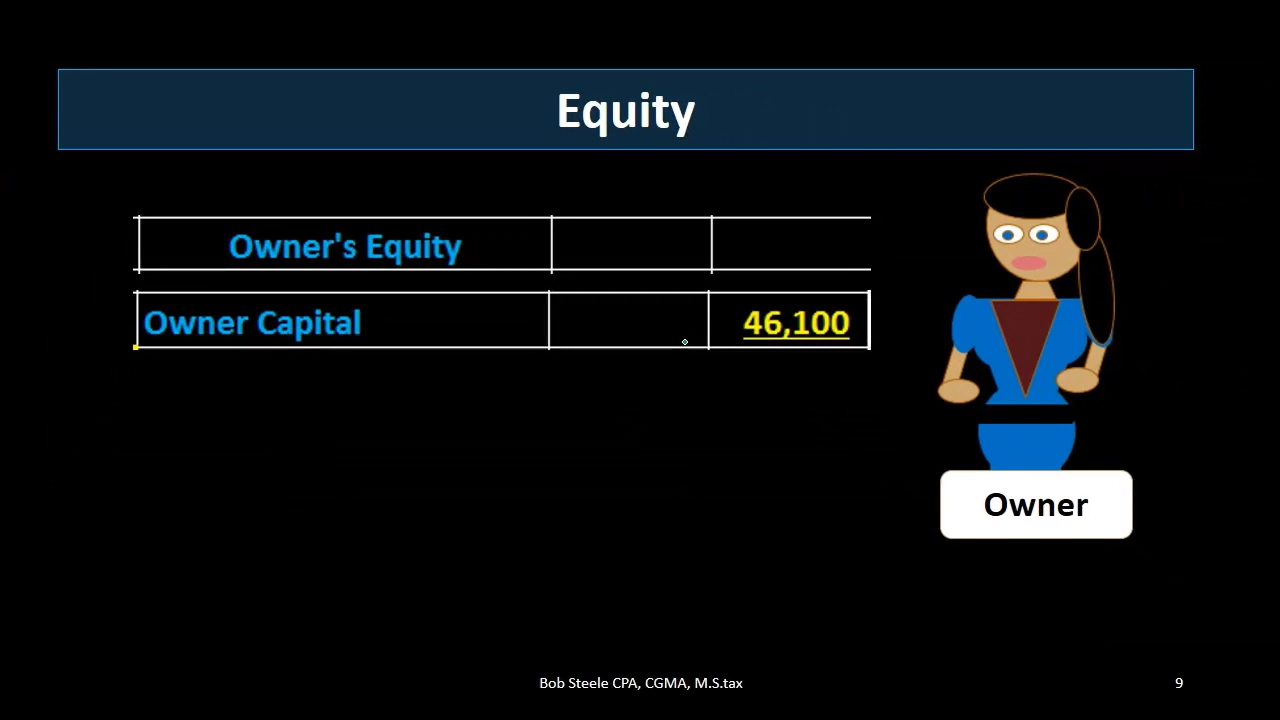 Equity
Owner's Equity
Owner Capital 46,100
Owner
Bob Steele CPA, CGMA, M.S.tax 9